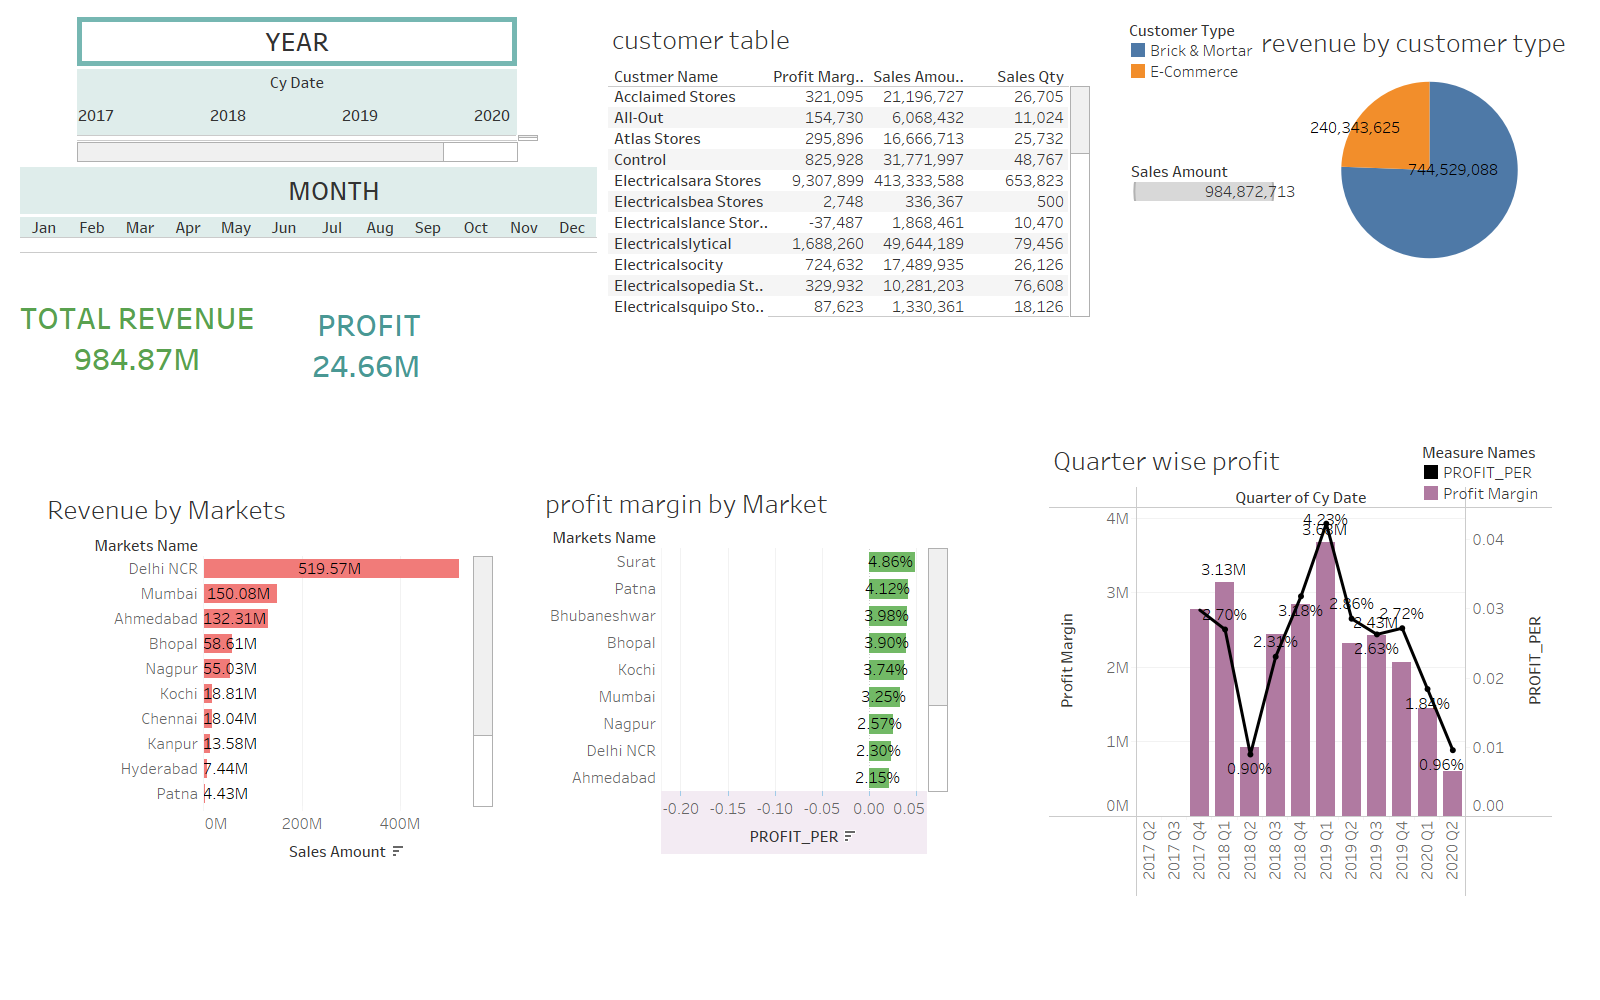 YEAR
Cy Date
2017 2018 2019 2020
MONTH
Jan Feb Mar Apr May Jun Jul Aug Sep Oct Nov Dec
TOTAL REVENUE
984.87M
PROFIT
24.66M
customer table
Custmer Name Profit Marg.. Sales Amou.. Sales Qty
Acclaimed Stores 321,095 21,196,727 26,705
All-Out 154,730 6,068,432 11,024
Atlas Stores 295,896 16,666,713 25,732
Control 825,928 31,771,997 48,767
Electricalsara Stores 9,307,899 413,333,588 653,823
Electricalsbea Stores 2,748 336,367 500
Electricalslance Stor.. -37,487 1,868,461 10,470
Electricalslytical 1,688,260 49,644,189 79,456
Electricalsocity 724,632 17,489,935 26,126
Electricalsopedia St.. 329,932 10,281,203 76,608
Electricalsquipo Sto.. 87,623 1,330,361 18,126
Customer Type
Brick & Mortar
E-Commerce
revenue by customer type
240,343,625
744,529,088
Sales Amount
984,872,713
Revenue by Markets
Markets Name
Delhi NCR 519.57M
Mumbai 150.08M
Ahmedabad 132.31M
Bhopal 58.61M
Nagpur 55.03M
Kochi 18.81M
Chennai 18.04M
Kanpur 13.58M
Hyderabad 7.44M
Patna 4.43M
0M 200M 400M
Sales Amount
profit margin by Market
Markets Name
Surat 4.86%
Patna 4.12%
Bhubaneshwar 3.98%
Bhopal 3.90%
Kochi 3.74%
Mumbai 3.25%
Nagpur 2.57%
Delhi NCR 2.30%
Ahmedabad 2.15%
-0.20 -0.15 -0.10 -0.05 0.00 0.05
PROFIT_PER
Quarter wise profit
Measure Names
PROFIT_PER
Profit Margin
Quarter of Cy Date
4M
3M
2M
1M
0M
Profit Margin
4.23%
3.68M
3.13M
2.70%
3.18%
2.86%
2.72%
2.43M
2.31%
2.63%
1.84%
0.90%
0.96%
0.04
0.03
0.02
0.01
0.00
PROFIT_PER
2017 Q2
2017 Q3
2017 Q4
2018 Q1
2018 Q2
2018 Q3
2018 Q4
2019 Q1
2019 Q2
2019 Q3
2019 Q4
2020 Q1
2020 Q2